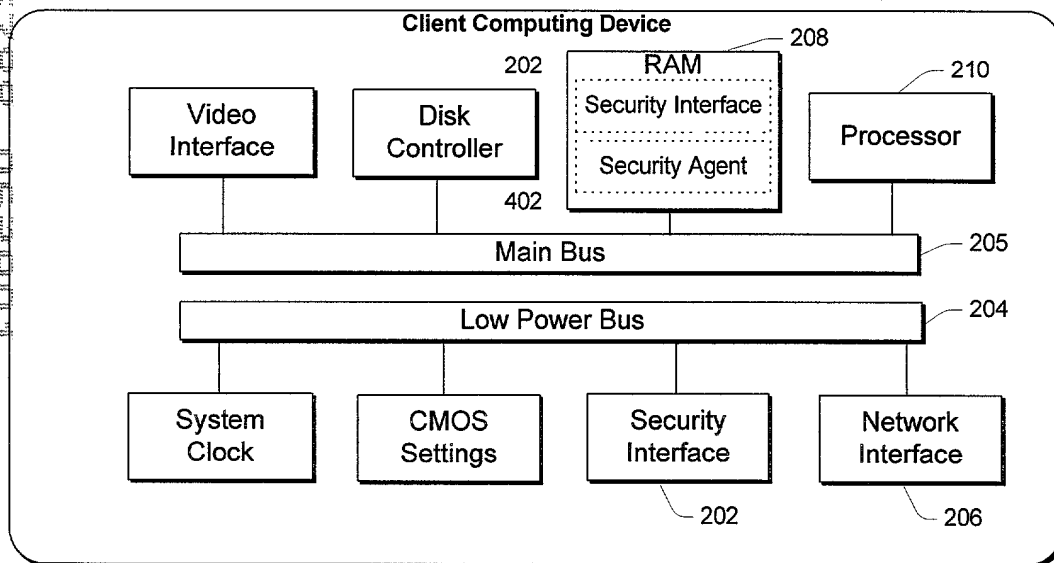 Client Computing Device
202
208
RAM
210
Video
Interface
Disk
Controller
Security Interface
Security Agent
Processor
402
Main Bus
205
Low Power Bus
204
System
Clock
CMOS
Settings
Security
Interface
Network
Interface
202
206